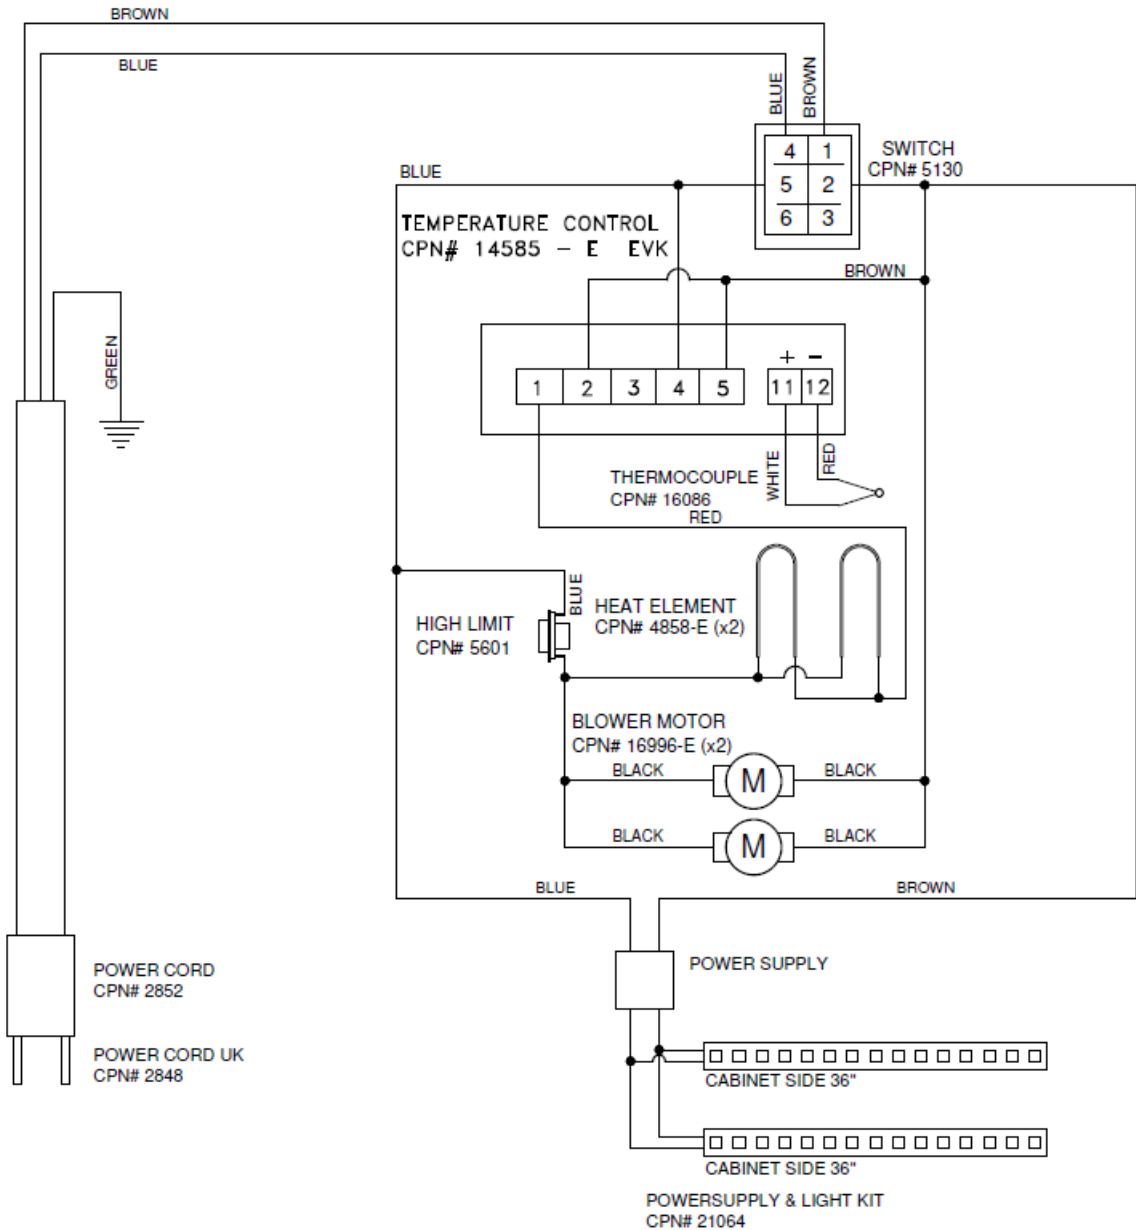 BROWN
BLUE
BLUE
BROWN
4 1
5 2
6 3
SWITCH
CPN# 5130
BLUE
TEMPERATURE CONTROL
CPN# 14585 - E EVK
BROWN
GREEN
+ -
1 2 3 4 5
11 12
THERMOCOUPLE
CPN# 16086
WHITE
RED
RED
BLUE
HIGH LIMIT
CPN# 5601
HEAT ELEMENT
CPN# 4858-E (x2)
BLOWER MOTOR
CPN# 16996-E (x2)
BLACK M BLACK
BLACK M BLACK
BLUE
BROWN
POWER SUPPLY
POWER CORD
CPN# 2852
POWER CORD UK
CPN# 2848
CABINET SIDE 36"
CABINET SIDE 36"
POWERSUPPLY & LIGHT KIT
CPN# 21064